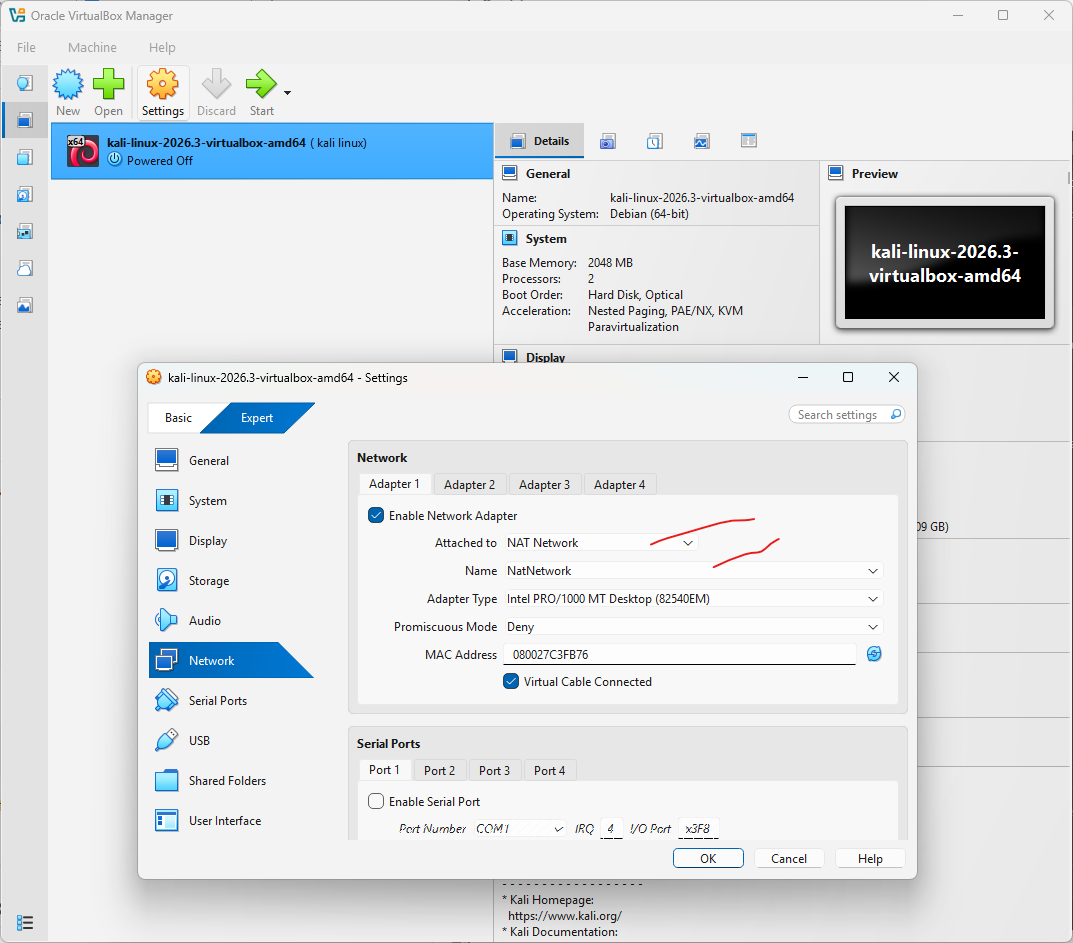 Oracle VirtualBox Manager
File Machine Help
New Open Settings Discard Start
x64
kali-linux-2026.3-virtualbox-amd64 ( kali linux)
Powered Off
Details
General
Name: kali-linux-2026.3-virtualbox-amd64
Operating System: Debian (64-bit)
System
Base Memory: 2048 MB
Processors: 2
Boot Order: Hard Disk, Optical
Acceleration: Nested Paging, PAE/NX, KVM
Paravirtualization
Preview
kali-linux-2026.3-
virtualbox-amd64
Display
kali-linux-2026.3-virtualbox-amd64 - Settings
Basic Expert
Search settings
General
System
Display
Storage
Audio
Network
Serial Ports
USB
Shared Folders
User Interface
Network
Adapter 1 Adapter 2 Adapter 3 Adapter 4
Enable Network Adapter
Attached to NAT Network
Name NatNetwork
Adapter Type Intel PRO/1000 MT Desktop (82540EM)
Promiscuous Mode Deny
MAC Address 080027C3FB76
Virtual Cable Connected
Serial Ports
Port 1 Port 2 Port 3 Port 4
Enable Serial Port
Port Number COM1 IRQ 4 I/O Port x3F8
OK Cancel Help
09 GB)
- - - - - - - - - - - - - - - - - -
* Kali Homepage:
https://www.kali.org/
* Kali Documentation: